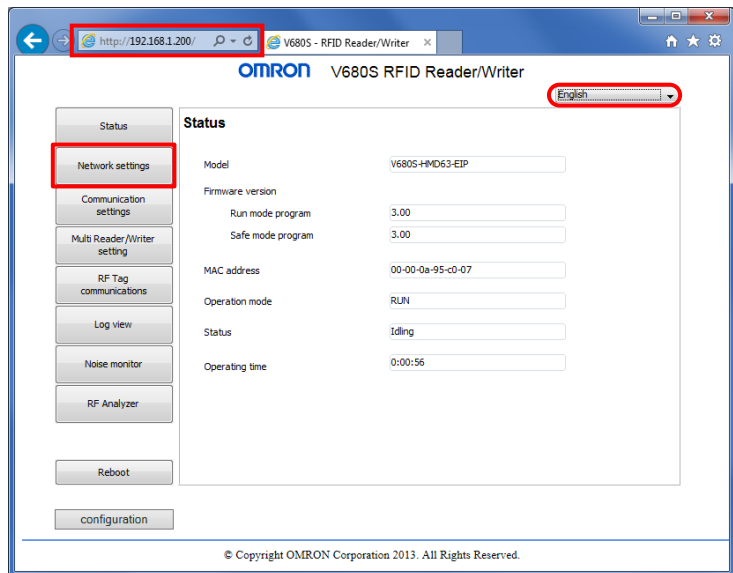 http://192.168.1.200/
V680S - RFID Reader/Writer
OMRON V680S RFID Reader/Writer
English
Status
Network settings
Communication
settings
Multi Reader/Writer
setting
RF Tag
communications
Log view
Noise monitor
RF Analyzer
Reboot
configuration
Status
Model V680S-HMD63-EIP
Firmware version
Run mode program 3.00
Safe mode program 3.00
MAC address 00-00-0a-95-c0-07
Operation mode RUN
Status Idling
Operating time 0:00:56
© Copyright OMRON Corporation 2013. All Rights Reserved.